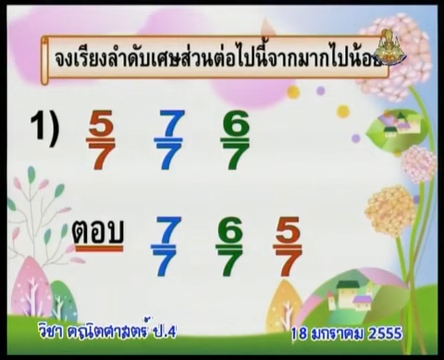 จงเรียงลำดับเศษส่วนต่อไปนี้จากมากไปน้อย
1) 5/7 7/7 6/7
ตอบ 7/7 6/7 5/7
วิชา คณิตศาสตร์ ป.4
18 มกราคม 2555